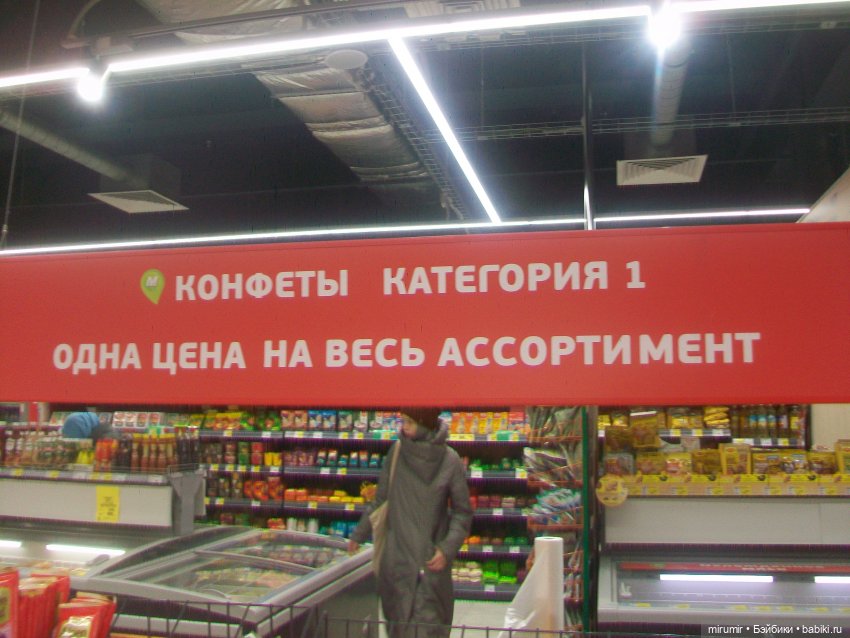 КОНФЕТЫ КАТЕГОРИЯ 1
ОДНА ЦЕНА НА ВЕСЬ АССОРТИМЕНТ
mirumir • Бэйбики • babiki.ru